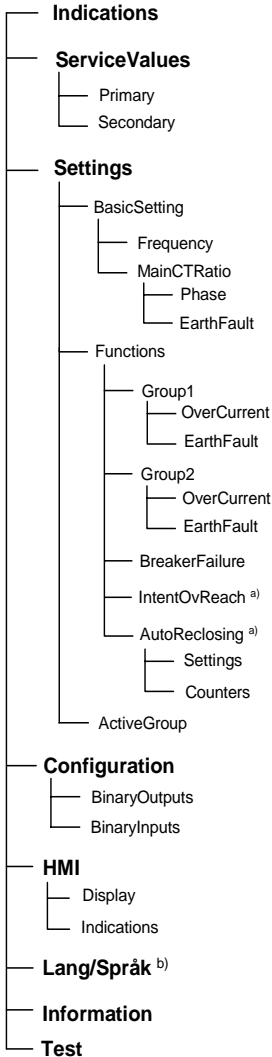 Indications
ServiceValues
Primary
Secondary
Settings
BasicSetting
Frequency
MainCTRatio
Phase
EarthFault
Functions
Group1
OverCurrent
EarthFault
Group2
OverCurrent
EarthFault
BreakerFailure
IntentOvReach a)
AutoReclosing a)
Settings
Counters
ActiveGroup
Configuration
BinaryOutputs
BinaryInputs
HMI
Display
Indications
Lang/Språk b)
Information
Test